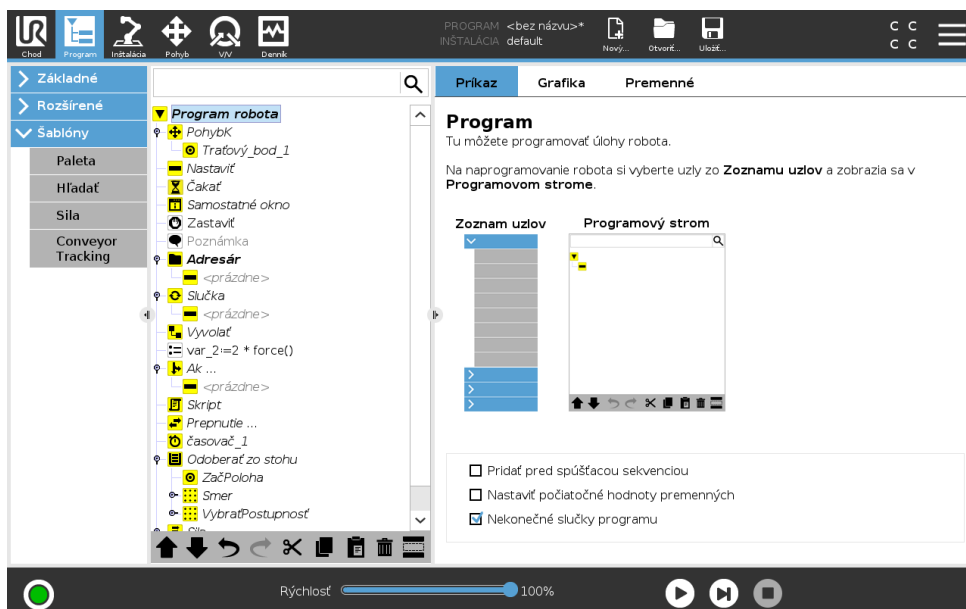 PROGRAM <bez názvu>*
INŠTALÁCIA default
Chod Program Inštalácia Pohyb V/V Denník
Nový... Otvoriť... Uložiť...
C C
C C
Základné
Rozšírené
Šablóny
Paleta
Hľadať
Sila
Conveyor
Tracking
Program robota
PohybK
Traťový_bod_1
Nastaviť
Čakať
Samostatné okno
Zastaviť
Poznámka
Adresár
<prázdne>
Slučka
<prázdne>
Vyvolať
var_2:=2 * force()
Ak ...
<prázdne>
Skript
Prepnutie ...
časovač_1
Odoberať zo stohu
ZačPoloha
Smer
VybraťPostupnosť
Sila
Príkaz Grafika Premenné
Program
Tu môžete programovať úlohy robota.
Na naprogramovanie robota si vyberte uzly zo Zoznamu uzlov a zobrazia sa v
Programovom strome.
Zoznam uzlov Programový strom
Pridať pred spúšťacou sekvenciou
Nastaviť počiatočné hodnoty premenných
Nekonečné slučky programu
Rýchlosť 100%